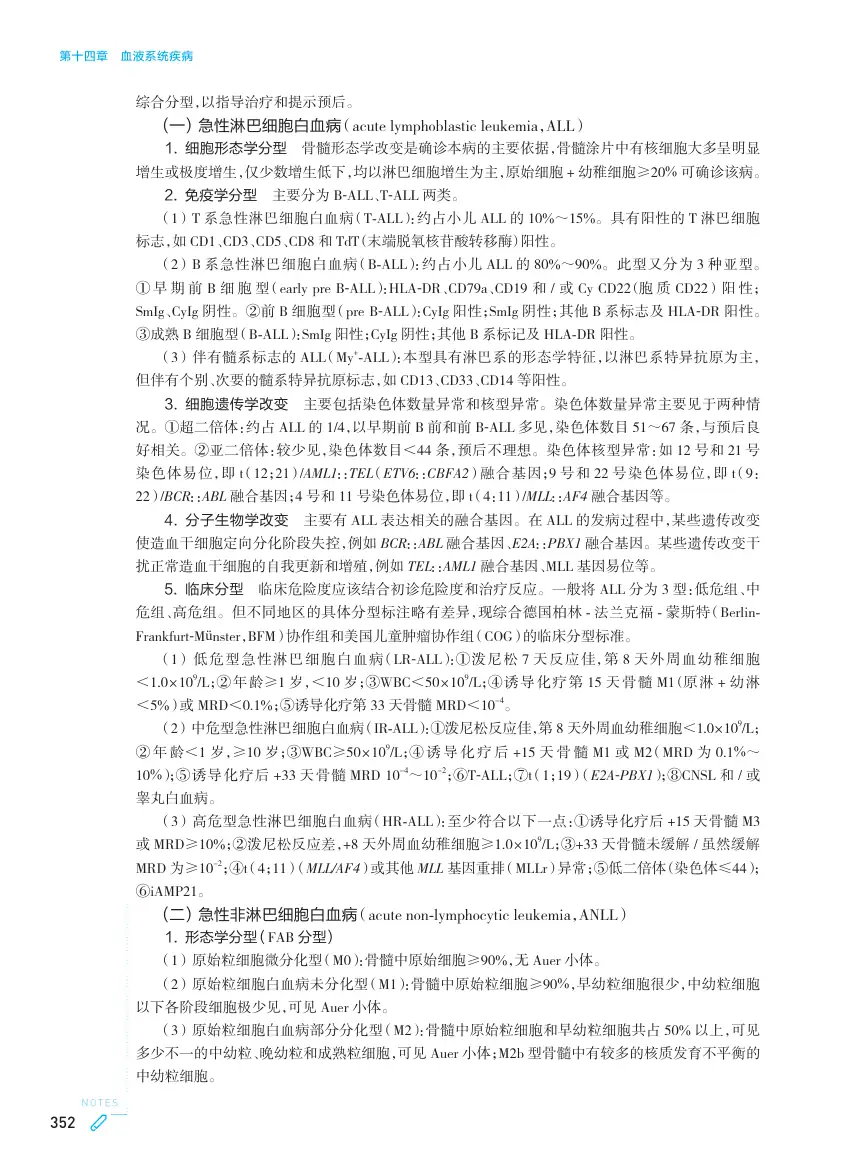 第十四章 血液系统疾病
综合分型,以指导治疗和提示预后。
(一)急性淋巴细胞白血病(acute lymphoblastic leukemia,ALL)
1. 细胞形态学分型 骨髓形态学改变是确诊本病的主要依据,骨髓涂片中有核细胞大多呈明显
增生或极度增生,仅少数增生低下,均以淋巴细胞增生为主,原始细胞 + 幼稚细胞≥20% 可确诊该病。
2. 免疫学分型 主要分为 B-ALL、T-ALL 两类。
(1)T 系急性淋巴细胞白血病(T-ALL):约占小儿 ALL 的 10%～15%。具有阳性的 T 淋巴细胞
标志,如 CD1、CD3、CD5、CD8 和 TdT(末端脱氧核苷酸转移酶)阳性。
(2)B 系急性淋巴细胞白血病(B-ALL):约占小儿 ALL 的 80%～90%。此型又分为 3 种亚型。
①早期前 B 细胞型(early pre B-ALL):HLA-DR、CD79a、CD19 和 / 或 Cy CD22(胞质 CD22)阳性;
SmIg、CyIg 阴性。②前 B 细胞型(pre B-ALL):CyIg 阳性;SmIg 阴性;其他 B 系标志及 HLA-DR 阳性。
③成熟 B 细胞型(B-ALL):SmIg 阳性;CyIg 阴性;其他 B 系标记及 HLA-DR 阳性。
(3)伴有髓系标志的 ALL(My⁺-ALL):本型具有淋巴系的形态学特征,以淋巴系特异抗原为主,
但伴有个别、次要的髓系特异抗原标志,如 CD13、CD33、CD14 等阳性。
3. 细胞遗传学改变 主要包括染色体数量异常和核型异常。染色体数量异常主要见于两种情
况。①超二倍体:约占 ALL 的 1/4,以早期前 B 前和前 B-ALL 多见,染色体数目 51～67 条,与预后良
好相关。②亚二倍体:较少见,染色体数目＜44 条,预后不理想。染色体核型异常:如 12 号和 21 号
染色体易位,即 t(12;21)/AML1::TEL(ETV6::CBFA2)融合基因;9 号和 22 号染色体易位,即 t(9:
22)/BCR::ABL 融合基因;4 号和 11 号染色体易位,即 t(4;11)/MLL::AF4 融合基因等。
4. 分子生物学改变 主要有 ALL 表达相关的融合基因。在 ALL 的发病过程中,某些遗传改变
使造血干细胞定向分化阶段失控,例如 BCR::ABL 融合基因、E2A::PBX1 融合基因。某些遗传改变干
扰正常造血干细胞的自我更新和增殖,例如 TEL::AML1 融合基因、MLL 基因易位等。
5. 临床分型 临床危险度应该结合初诊危险度和治疗反应。一般将 ALL 分为 3 型:低危组、中
危组、高危组。但不同地区的具体分型标注略有差异,现综合德国柏林 - 法兰克福 - 蒙斯特(Berlin-
Frankfurt-Münster,BFM)协作组和美国儿童肿瘤协作组(COG)的临床分型标准。
(1)低危型急性淋巴细胞白血病(LR-ALL):①泼尼松 7 天反应佳,第 8 天外周血幼稚细胞
＜1.0×10⁹/L;②年龄≥1 岁,＜10 岁;③WBC＜50×10⁹/L;④诱导化疗第 15 天骨髓 M1(原淋 + 幼淋
＜5%)或 MRD＜0.1%;⑤诱导化疗第 33 天骨髓 MRD＜10⁻⁴。
(2)中危型急性淋巴细胞白血病(IR-ALL):①泼尼松反应佳,第 8 天外周血幼稚细胞＜1.0×10⁹/L;
②年龄＜1 岁,≥10 岁;③WBC≥50×10⁹/L;④诱导化疗后 +15 天骨髓 M1 或 M2(MRD 为 0.1%～
10%);⑤诱导化疗后 +33 天骨髓 MRD 10⁻⁴～10⁻²;⑥T-ALL;⑦t(1;19)(E2A-PBX1);⑧CNSL 和 / 或
睾丸白血病。
(3)高危型急性淋巴细胞白血病(HR-ALL):至少符合以下一点:①诱导化疗后 +15 天骨髓 M3
或 MRD≥10%;②泼尼松反应差,+8 天外周血幼稚细胞≥1.0×10⁹/L;③+33 天骨髓未缓解 / 虽然缓解
MRD 为≥10⁻²;④t(4;11)(MLL/AF4)或其他 MLL 基因重排(MLLr)异常;⑤低二倍体(染色体≤44);
⑥iAMP21。
(二)急性非淋巴细胞白血病(acute non-lymphocytic leukemia,ANLL)
1. 形态学分型(FAB 分型)
(1)原始粒细胞微分化型(M0):骨髓中原始细胞≥90%,无 Auer 小体。
(2)原始粒细胞白血病未分化型(M1):骨髓中原始粒细胞≥90%,早幼粒细胞很少,中幼粒细胞
以下各阶段细胞极少见,可见 Auer 小体。
(3)原始粒细胞白血病部分分化型(M2):骨髓中原始粒细胞和早幼粒细胞共占 50% 以上,可见
多少不一的中幼粒、晚幼粒和成熟粒细胞,可见 Auer 小体;M2b 型骨髓中有较多的核质发育不平衡的
中幼粒细胞。
NOTES
352